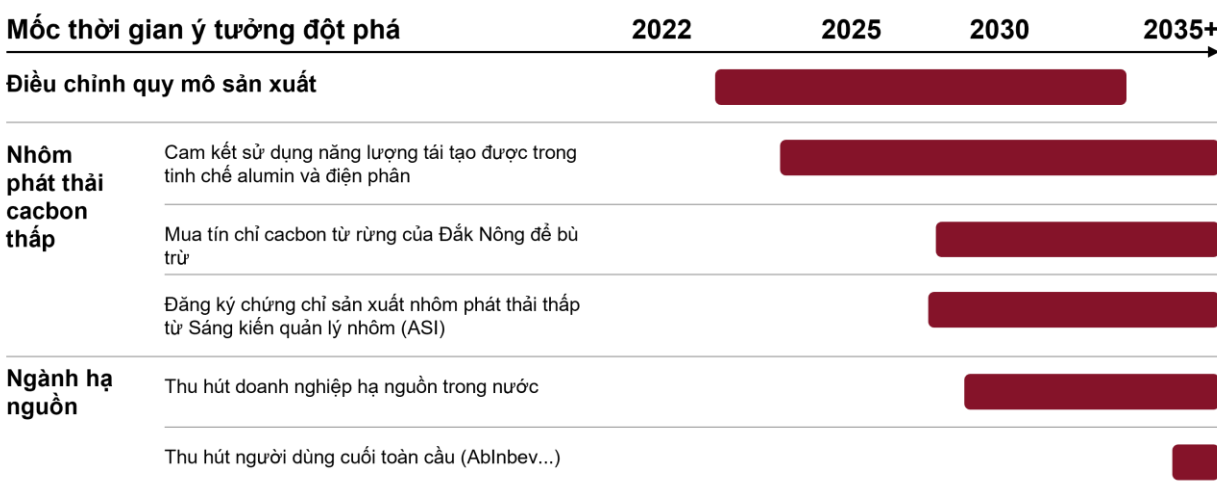 Mốc thời gian ý tưởng đột phá 2022 2025 2030 2035+
Điều chỉnh quy mô sản xuất
Nhôm
phát thải
cacbon
thấp
Cam kết sử dụng năng lượng tái tạo được trong
tinh chế alumin và điện phân
Mua tín chỉ cacbon từ rừng của Đắk Nông để bù
trừ
Đăng ký chứng chỉ sản xuất nhôm phát thải thấp
từ Sáng kiến quản lý nhôm (ASI)
Ngành hạ
nguồn
Thu hút doanh nghiệp hạ nguồn trong nước
Thu hút người dùng cuối toàn cầu (AbInbev...)